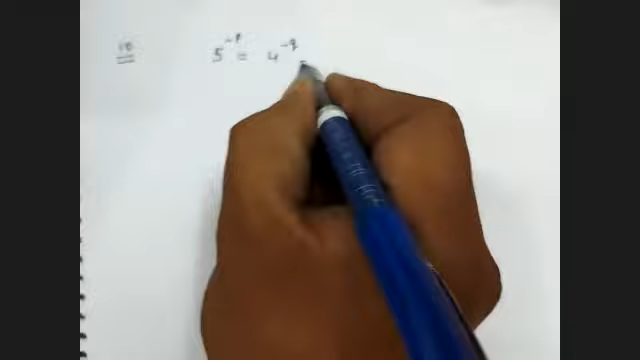 10 5^{-p} = 4^{-q}